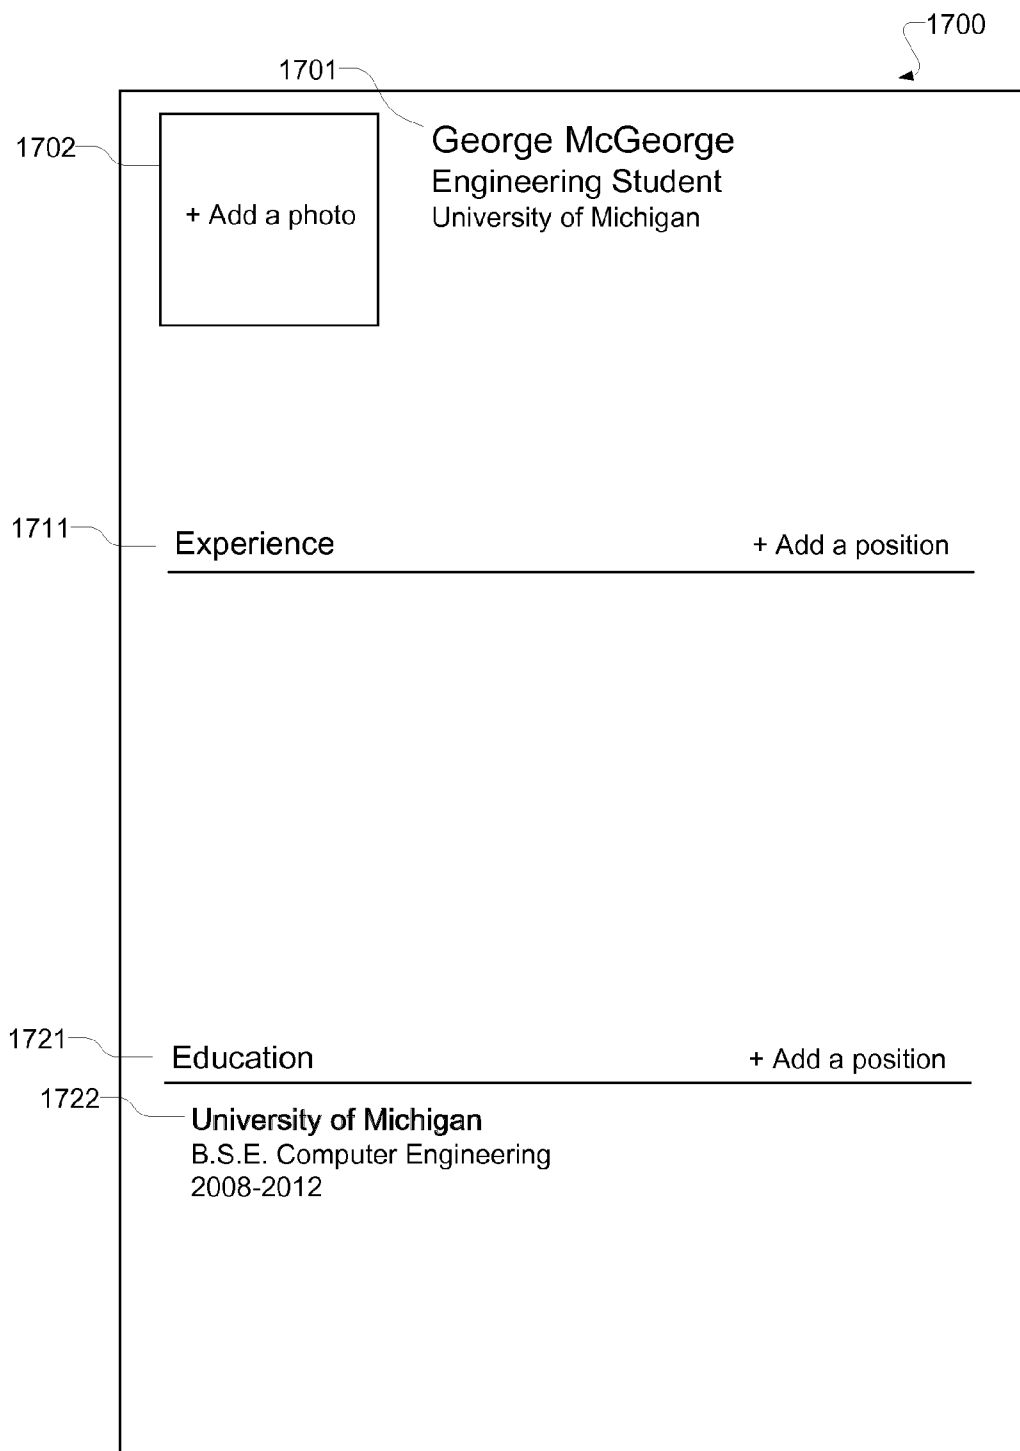 1700
1701
1702
George McGeorge
Engineering Student
University of Michigan
+ Add a photo
1711
Experience + Add a position
1721
Education + Add a position
1722
University of Michigan
B.S.E. Computer Engineering
2008-2012